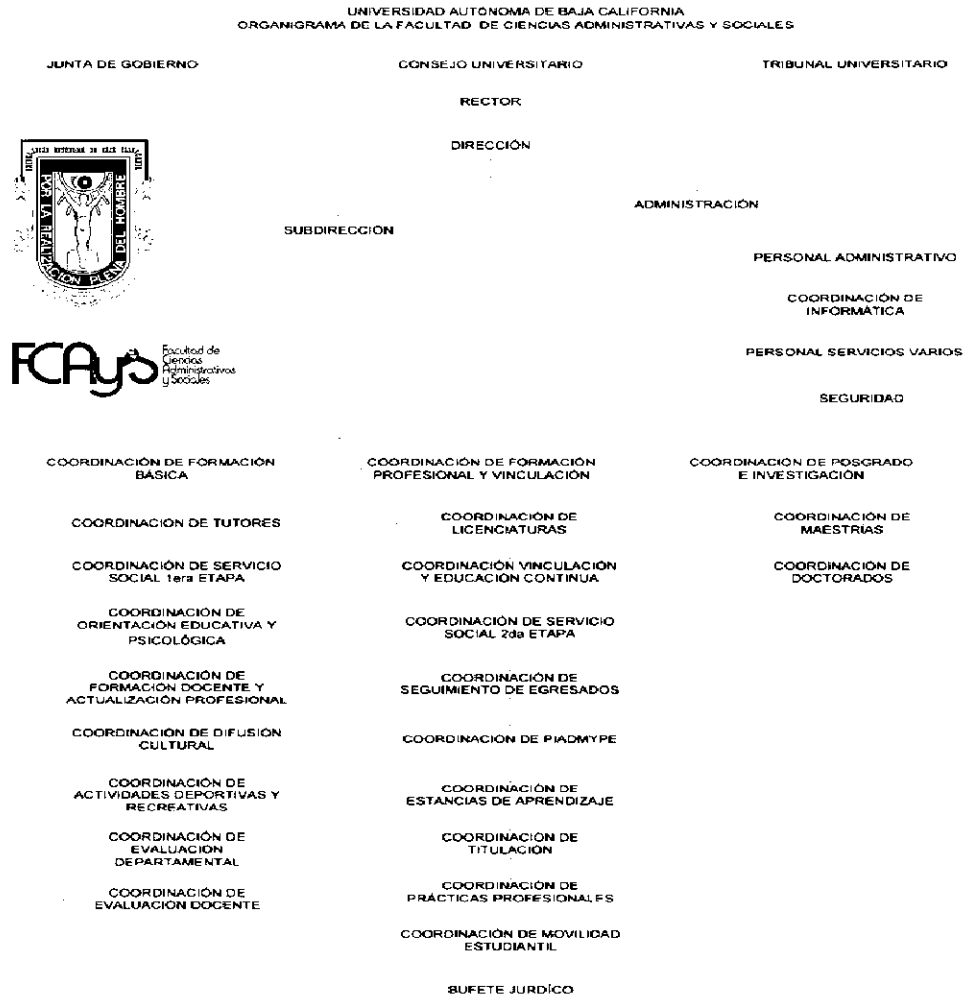 UNIVERSIDAD AUTÓNOMA DE BAJA CALIFORNIA
ORGANIGRAMA DE LA FACULTAD DE CIENCIAS ADMINISTRATIVAS Y SOCIALES
JUNTA DE GOBIERNO
CONSEJO UNIVERSITARIO
TRIBUNAL UNIVERSITARIO
RECTOR
DIRECCIÓN
POR LA REALIZACION PLENA DEL HOMBRE
ADMINISTRACIÓN
SUBDIRECCIÓN
PERSONAL ADMINISTRATIVO
COORDINACIÓN DE
INFORMÁTICA
FCAyS
Facultad de
Ciencias
Administrativas
y Sociales
PERSONAL SERVICIOS VARIOS
SEGURIDAD
COORDINACIÓN DE FORMACIÓN
BÁSICA
COORDINACIÓN DE TUTORES
COORDINACIÓN DE SERVICIO
SOCIAL 1era ETAPA
COORDINACIÓN DE
ORIENTACIÓN EDUCATIVA Y
PSICOLÓGICA
COORDINACIÓN DE
FORMACIÓN DOCENTE Y
ACTUALIZACIÓN PROFESIONAL
COORDINACIÓN DE DIFUSIÓN
CULTURAL
COORDINACIÓN DE
ACTIVIDADES DEPORTIVAS Y
RECREATIVAS
COORDINACIÓN DE
EVALUACIÓN
DEPARTAMENTAL
COORDINACIÓN DE
EVALUACIÓN DOCENTE
COORDINACIÓN DE FORMACIÓN
PROFESIONAL Y VINCULACIÓN
COORDINACIÓN DE
LICENCIATURAS
COORDINACIÓN VINCULACIÓN
Y EDUCACIÓN CONTINUA
COORDINACIÓN DE SERVICIO
SOCIAL 2da ETAPA
COORDINACIÓN DE
SEGUIMIENTO DE EGRESADOS
COORDINACIÓN DE PIADMYPE
COORDINACIÓN DE
ESTANCIAS DE APRENDIZAJE
COORDINACIÓN DE
TITULACIÓN
COORDINACIÓN DE
PRÁCTICAS PROFESIONALES
COORDINACIÓN DE MOVILIDAD
ESTUDIANTIL
BUFETE JURDÍCO
COORDINACIÓN DE POSGRADO
E INVESTIGACIÓN
COORDINACIÓN DE
MAESTRÍAS
COORDINACIÓN DE
DOCTORADOS